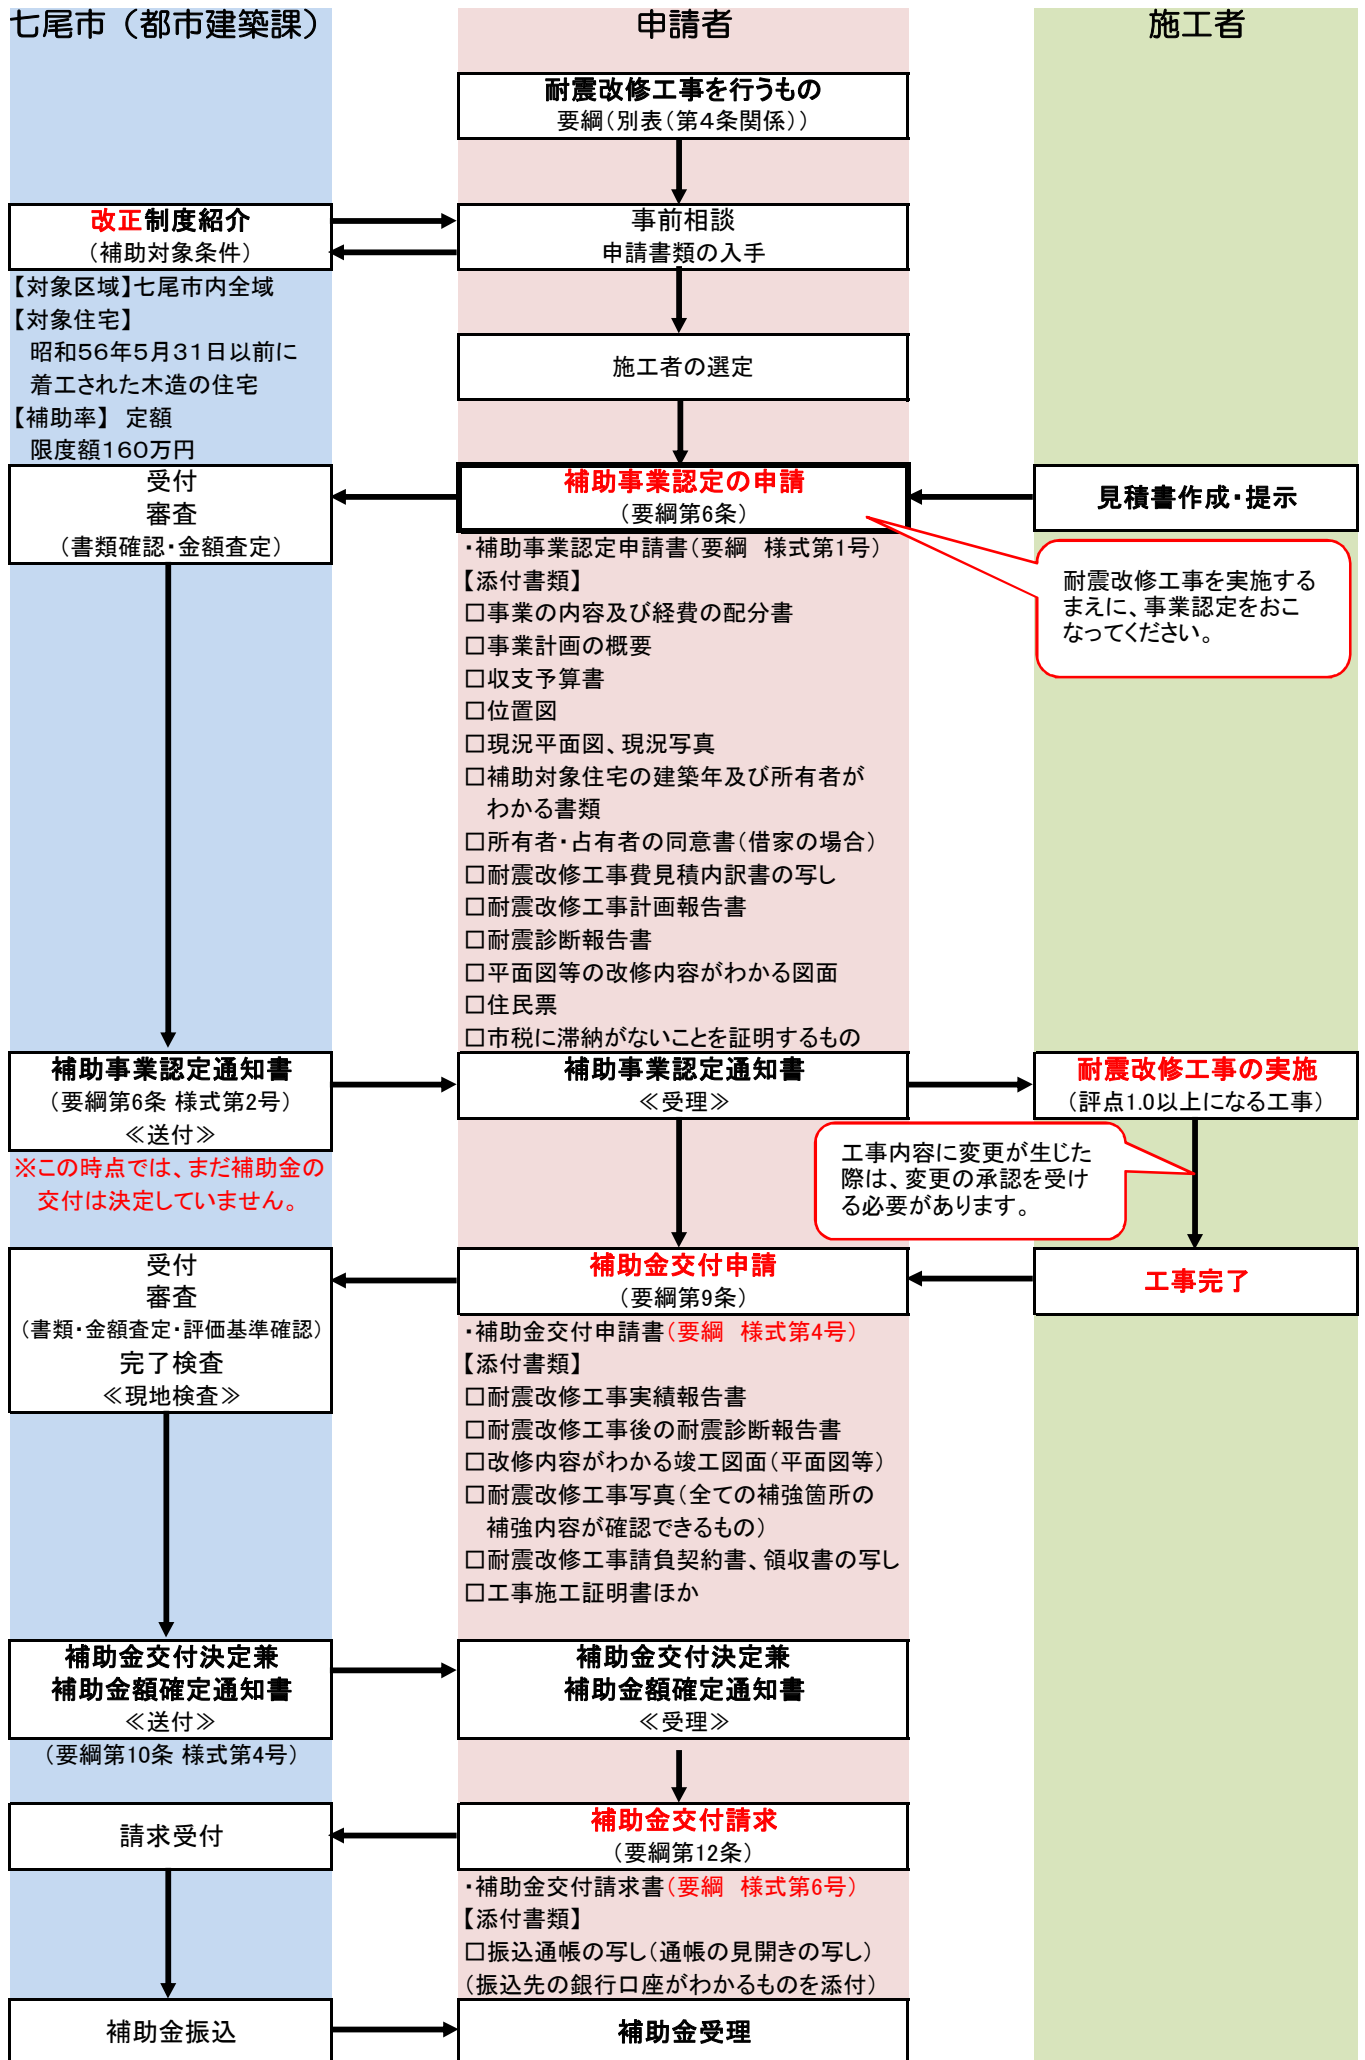 七尾市（都市建築課）
申請者
施工者
耐震改修工事を行うもの
要綱（別表（第４条関係））
改正制度紹介
（補助対象条件）
事前相談
申請書類の入手
【対象区域】七尾市内全域
【対象住宅】
昭和５６年５月３１日以前に
着工された木造の住宅
【補助率】 定額
限度額１６０万円
施工者の選定
受付
審査
（書類確認・金額査定）
補助事業認定の申請
（要綱第6条）
見積書作成・提示
・補助事業認定申請書（要綱　様式第1号）
【添付書類】
□事業の内容及び経費の配分書
□事業計画の概要
□収支予算書
□位置図
□現況平面図、現況写真
□補助対象住宅の建築年及び所有者が
わかる書類
□所有者・占有者の同意書（借家の場合）
□耐震改修工事費見積内訳書の写し
□耐震改修工事計画報告書
□耐震診断報告書
□平面図等の改修内容がわかる図面
□住民票
□市税に滞納がないことを証明するもの
耐震改修工事を実施する
まえに、事業認定をおこ
なってください。
補助事業認定通知書
（要綱第6条 様式第2号）
≪送付≫
補助事業認定通知書
≪受理≫
耐震改修工事の実施
（評点1.0以上になる工事）
※この時点では、まだ補助金の
交付は決定していません。
工事内容に変更が生じた
際は、変更の承認を受け
る必要があります。
受付
審査
（書類・金額査定・評価基準確認）
完了検査
≪現地検査≫
補助金交付申請
（要綱第9条）
工事完了
・補助金交付申請書（要綱　様式第4号）
【添付書類】
□耐震改修工事実績報告書
□耐震改修工事後の耐震診断報告書
□改修内容がわかる竣工図面（平面図等）
□耐震改修工事写真（全ての補強箇所の
補強内容が確認できるもの）
□耐震改修工事請負契約書、領収書の写し
□工事施工証明書ほか
補助金交付決定兼
補助金額確定通知書
≪送付≫
（要綱第10条 様式第4号）
補助金交付決定兼
補助金額確定通知書
≪受理≫
請求受付
補助金交付請求
（要綱第12条）
・補助金交付請求書（要綱　様式第6号）
【添付書類】
□振込通帳の写し（通帳の見開きの写し）
（振込先の銀行口座がわかるものを添付）
補助金振込
補助金受理